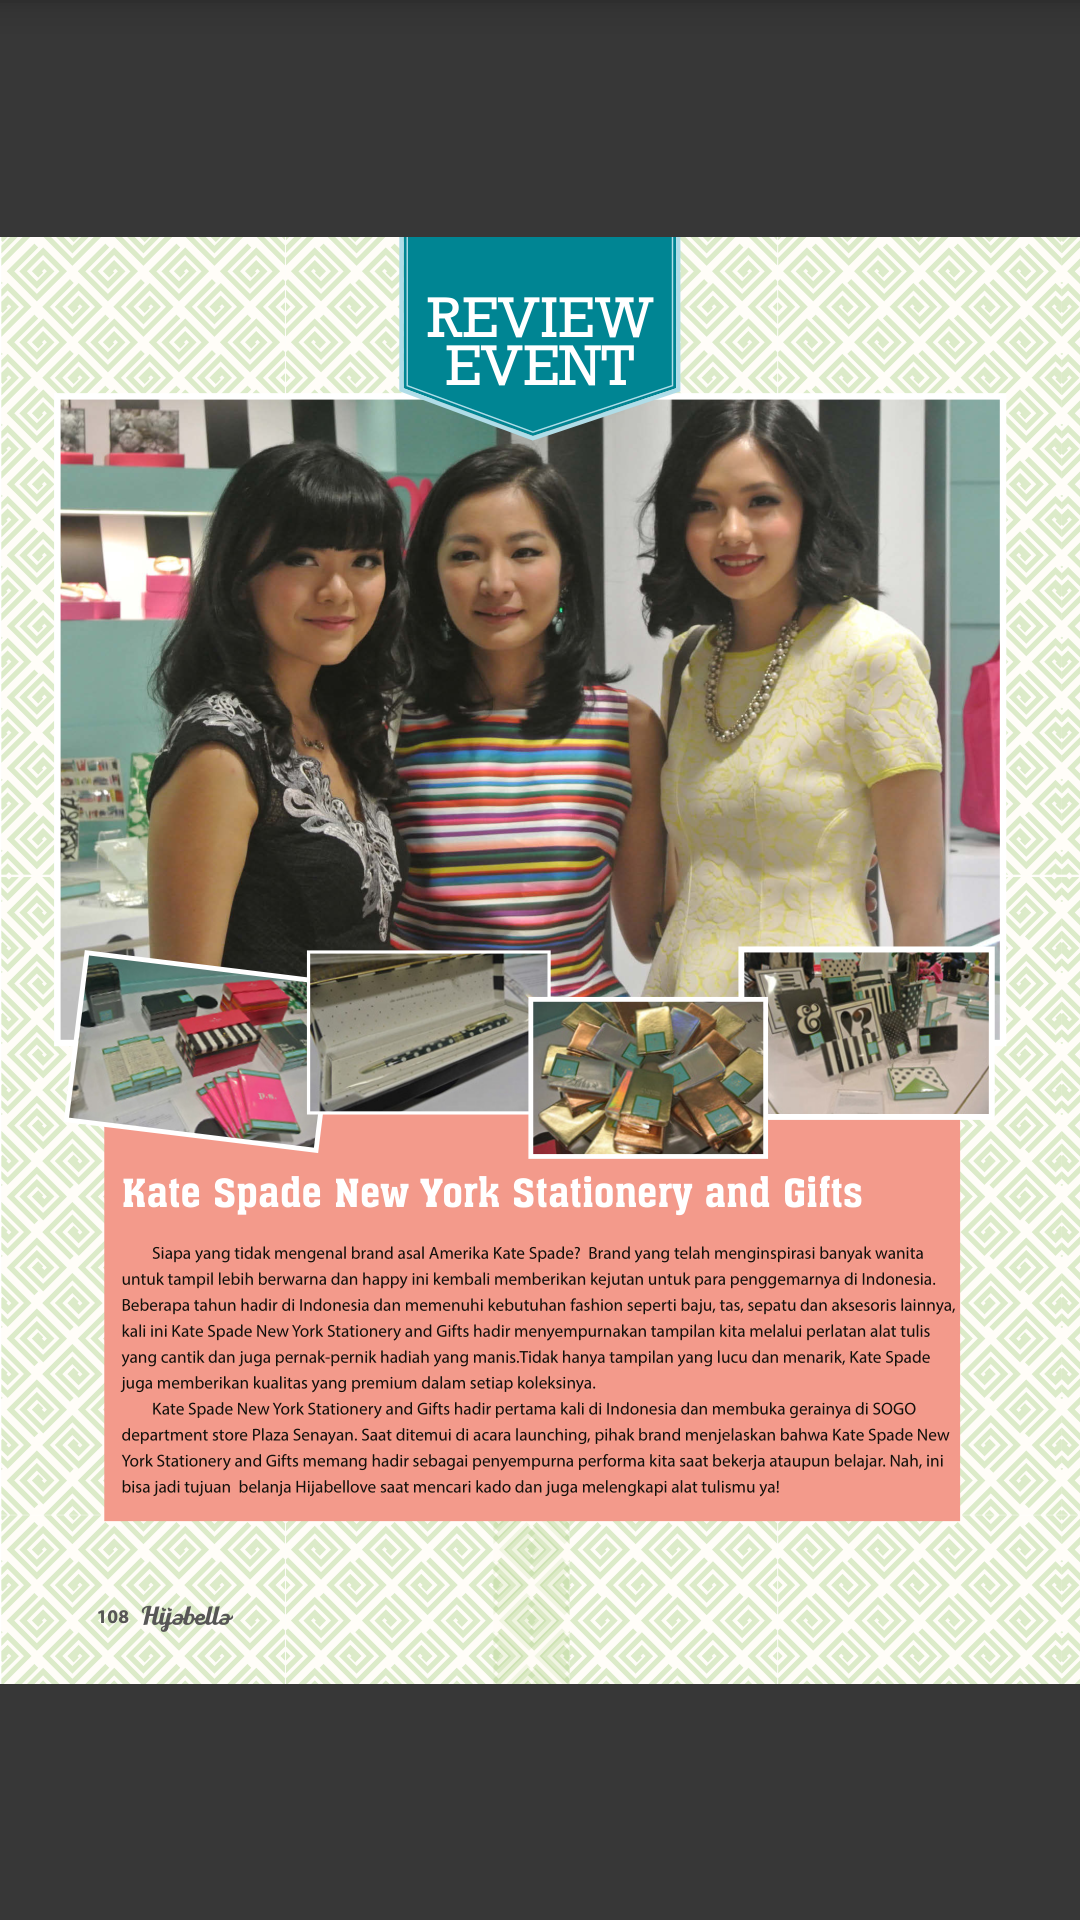 REVIEW
EVENT
&
p.s.
Kate Spade New York Stationery and Gifts
Siapa yang tidak mengenal brand asal Amerika Kate Spade?  Brand yang telah menginspirasi banyak wanita
untuk tampil lebih berwarna dan happy ini kembali memberikan kejutan untuk para penggemarnya di Indonesia.
Beberapa tahun hadir di Indonesia dan memenuhi kebutuhan fashion seperti baju, tas, sepatu dan aksesoris lainnya,
kali ini Kate Spade New York Stationery and Gifts hadir menyempurnakan tampilan kita melalui perlatan alat tulis
yang cantik dan juga pernak-pernik hadiah yang manis.Tidak hanya tampilan yang lucu dan menarik, Kate Spade
juga memberikan kualitas yang premium dalam setiap koleksinya.
Kate Spade New York Stationery and Gifts hadir pertama kali di Indonesia dan membuka gerainya di SOGO
department store Plaza Senayan. Saat ditemui di acara launching, pihak brand menjelaskan bahwa Kate Spade New
York Stationery and Gifts memang hadir sebagai penyempurna performa kita saat bekerja ataupun belajar. Nah, ini
bisa jadi tujuan  belanja Hijabellove saat mencari kado dan juga melengkapi alat tulismu ya!
108 Hijabella